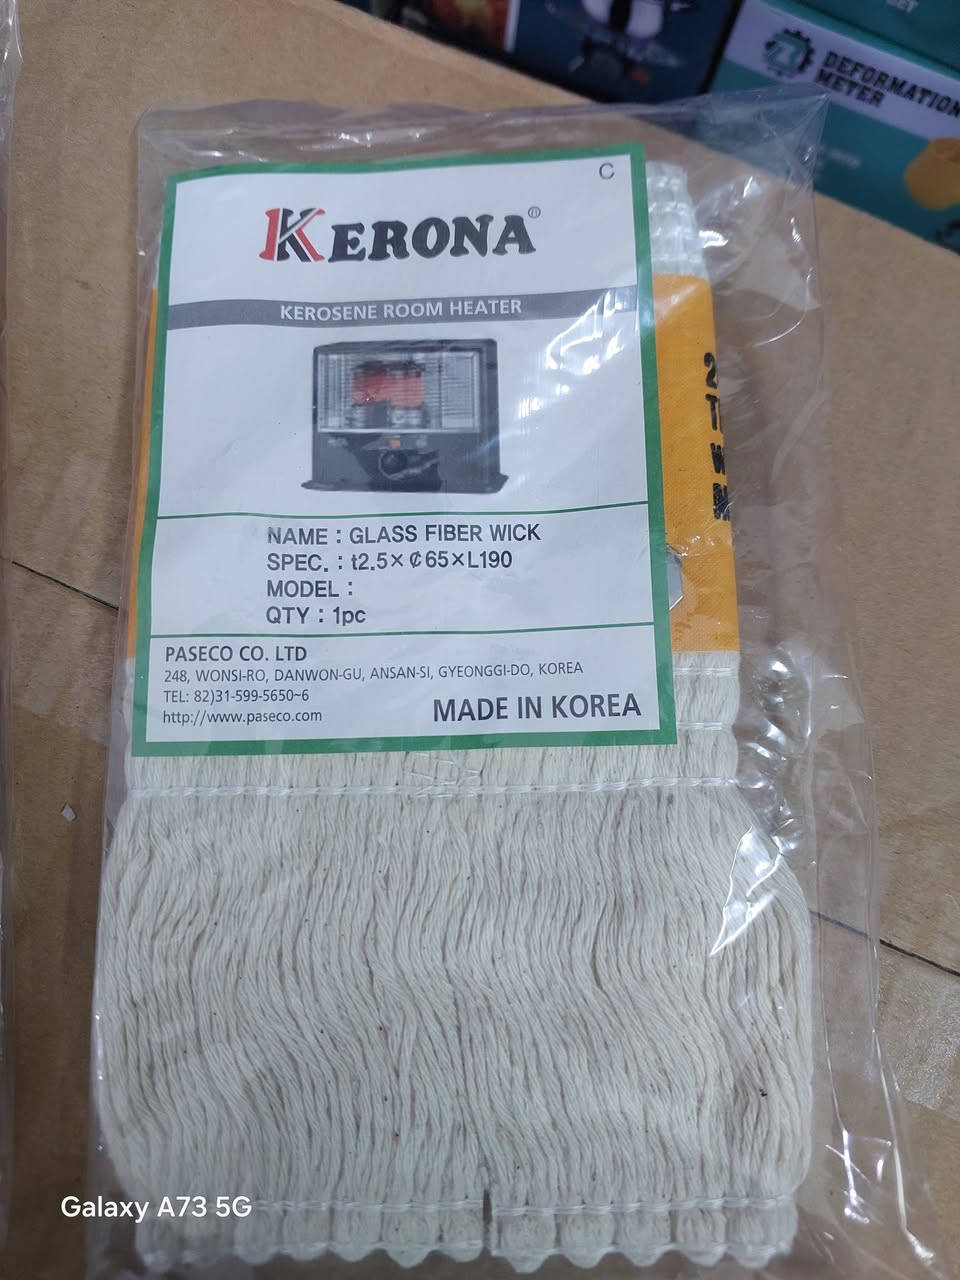 DEFORMATION
METER
C
KERONA®
KEROSENE ROOM HEATER
NAME : GLASS FIBER WICK
SPEC. : t2.5×¢65×L190
MODEL :
QTY : 1pc
PASECO CO. LTD
248, WONSI-RO, DANWON-GU, ANSAN-SI, GYEONGGI-DO, KOREA
TEL: 82)31-599-5650~6
http://www.paseco.com
MADE IN KOREA
2
Galaxy A73 5G